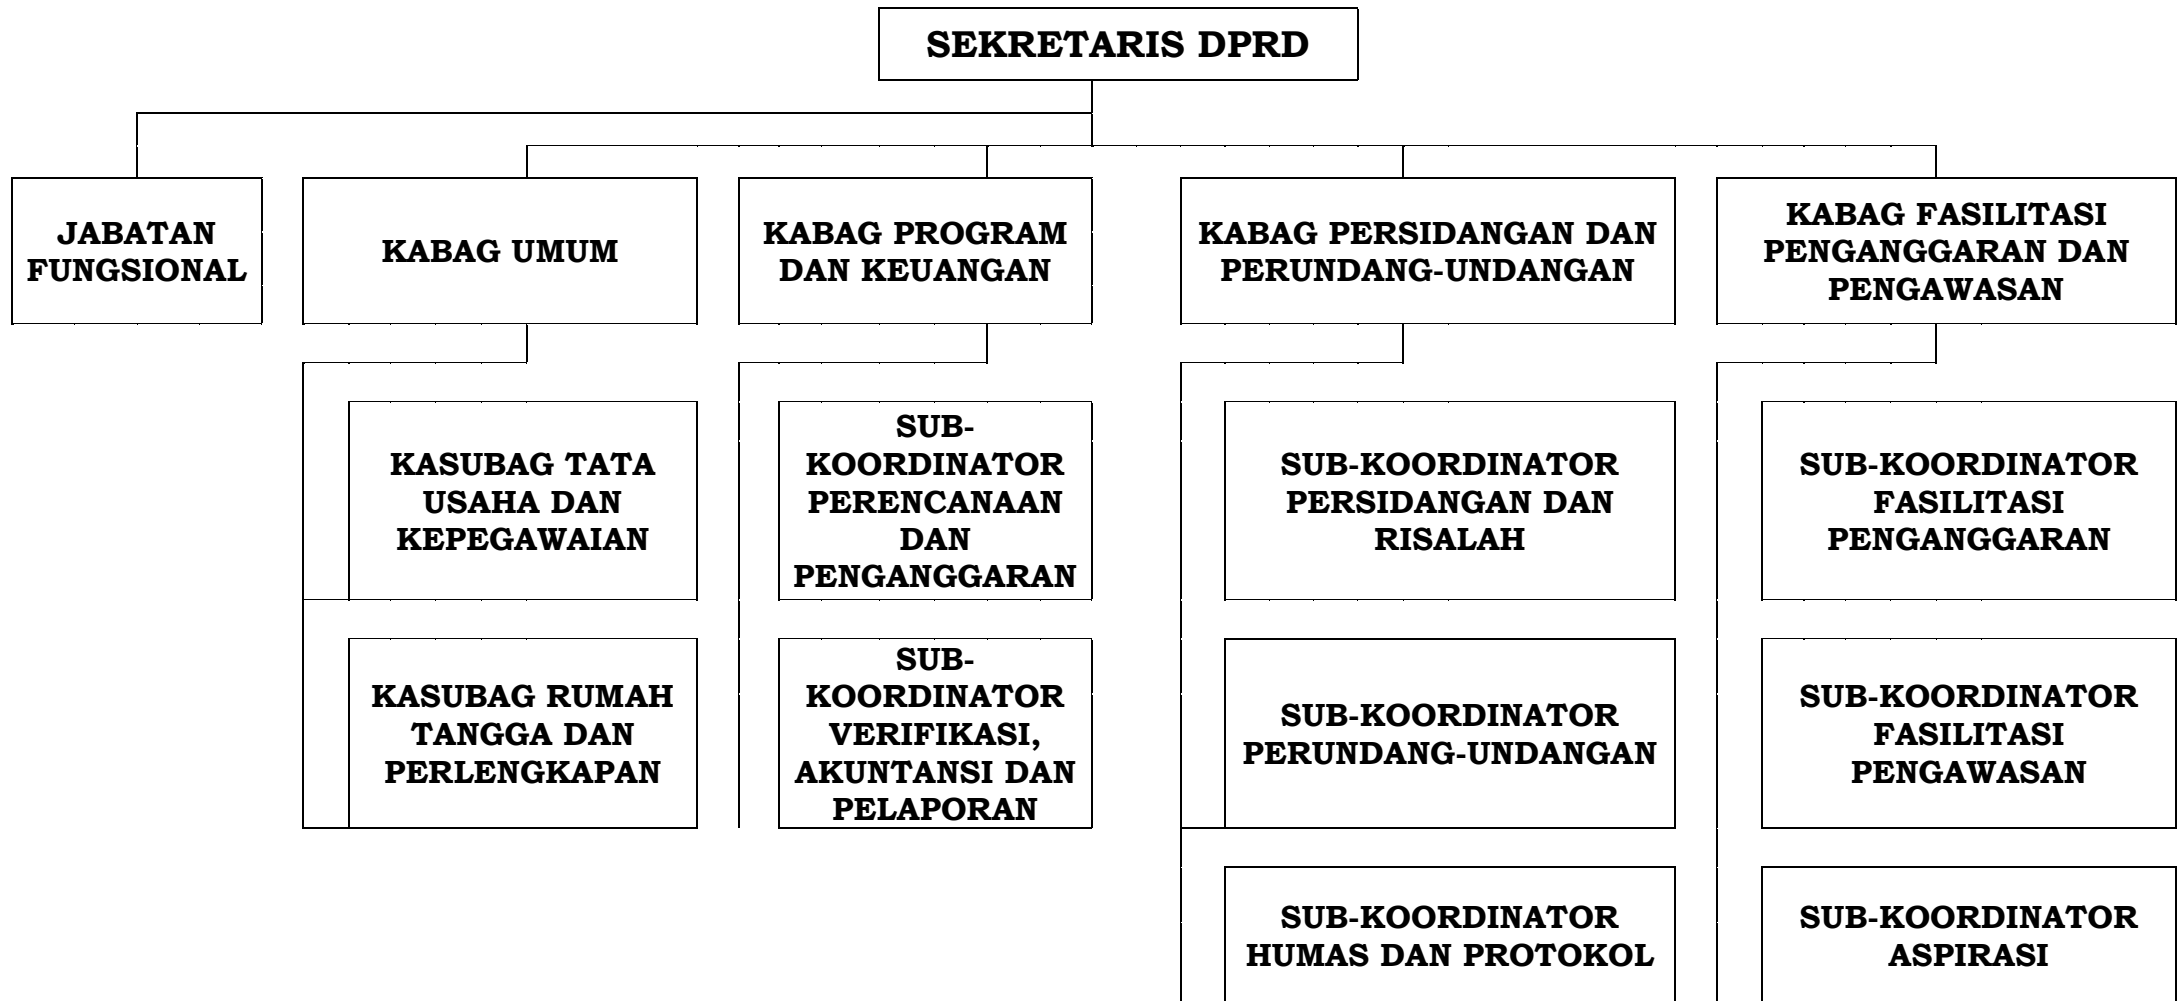 SEKRETARIS DPRD
JABATAN
FUNGSIONAL
KABAG UMUM
KABAG PROGRAM
DAN KEUANGAN
KABAG PERSIDANGAN DAN
PERUNDANG-UNDANGAN
KABAG FASILITASI
PENGANGGARAN DAN
PENGAWASAN
KASUBAG TATA
USAHA DAN
KEPEGAWAIAN
SUB-
KOORDINATOR
PERENCANAAN
DAN
PENGANGGARAN
SUB-KOORDINATOR
PERSIDANGAN DAN
RISALAH
SUB-KOORDINATOR
FASILITASI
PENGANGGARAN
KASUBAG RUMAH
TANGGA DAN
PERLENGKAPAN
SUB-
KOORDINATOR
VERIFIKASI,
AKUNTANSI DAN
PELAPORAN
SUB-KOORDINATOR
PERUNDANG-UNDANGAN
SUB-KOORDINATOR
FASILITASI
PENGAWASAN
SUB-KOORDINATOR
HUMAS DAN PROTOKOL
SUB-KOORDINATOR
ASPIRASI